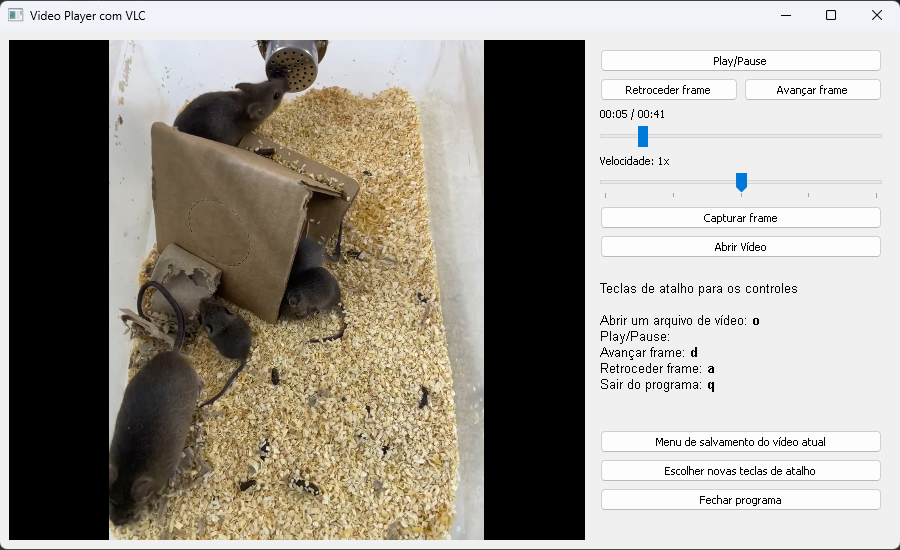 Video Player com VLC
Play/Pause
Retroceder frame
Avançar frame
00:05 / 00:41
Velocidade: 1x
Capturar frame
Abrir Vídeo
Teclas de atalho para os controles
Abrir um arquivo de vídeo: o
Play/Pause:
Avançar frame: d
Retroceder frame: a
Sair do programa: q
Menu de salvamento do vídeo atual
Escolher novas teclas de atalho
Fechar programa